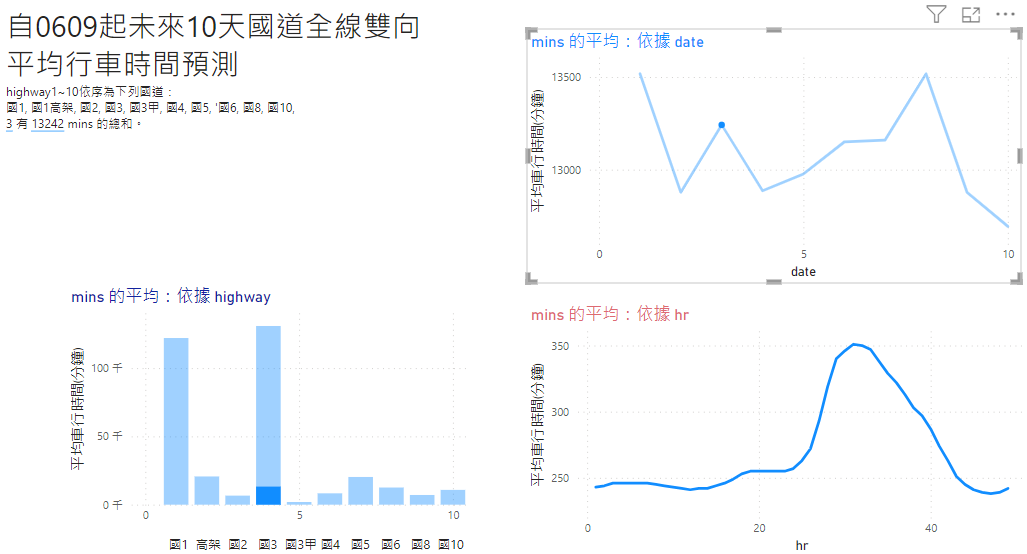 自0609起未來10天國道全線雙向
平均行車時間預測
highway1~10依序為下列國道：
國1, 國1高架, 國2, 國3, 國3甲, 國4, 國5, '國6, 國8, 國10,
3 有 13242 mins 的總和。
mins 的平均：依據 date
平均車行時間(分鐘)
13500
13000
0 5 10
date
mins 的平均：依據 highway
平均車行時間(分鐘)
100 千
50 千
0 千
0 5 10
國1 高架 國2 國3 國3甲 國4 國5 國6 國8 國10
mins 的平均：依據 hr
平均車行時間(分鐘)
350
300
250
0 20 40
hr